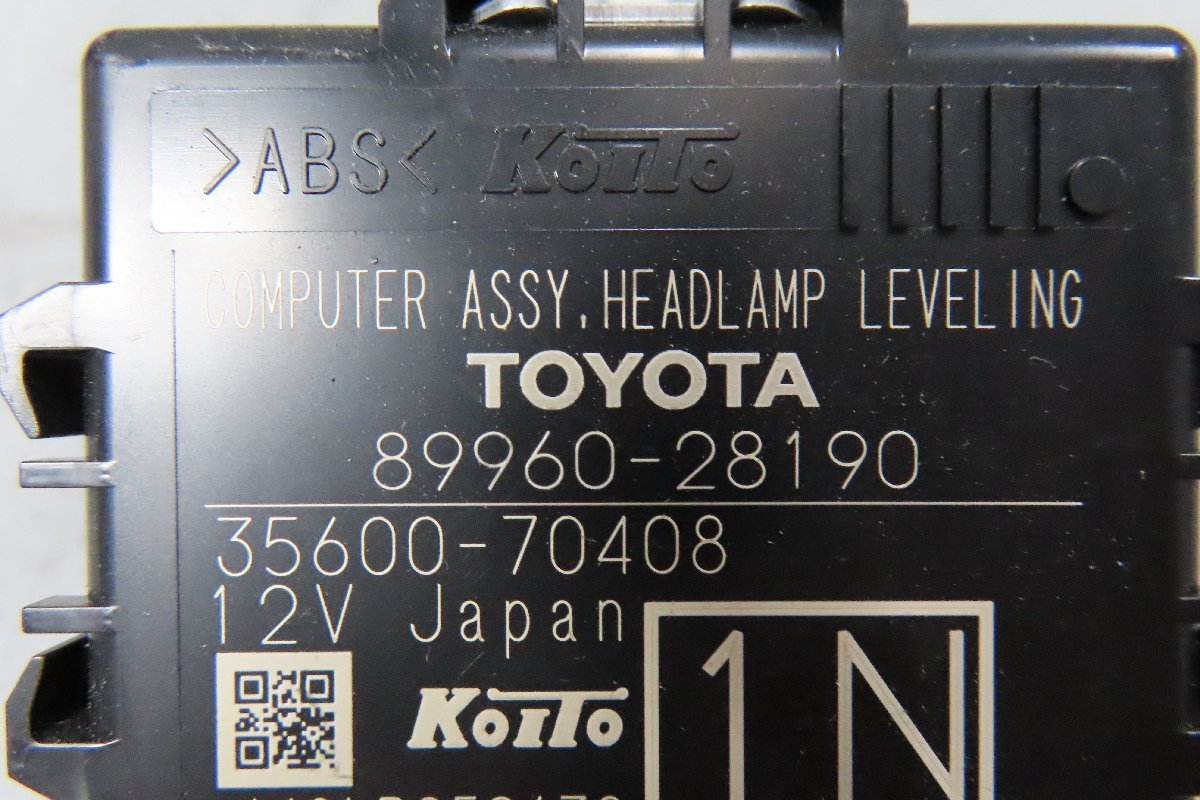 >ABS< KOITO
COMPUTER ASSY, HEADLAMP LEVELING
TOYOTA
89960-28190
35600-70408
12V Japan
KOITO
1N